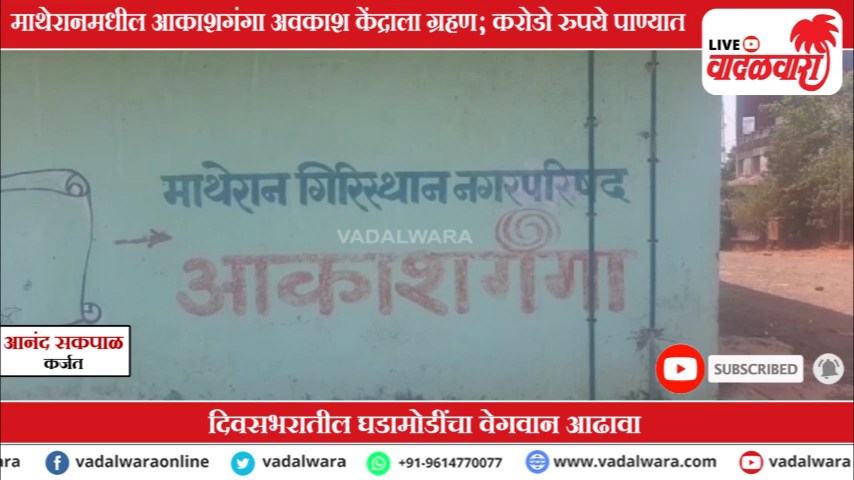 माथेरानमधील आकाशगंगा अवकाश केंद्राला ग्रहण; करोडो रुपये पाण्यात
LIVE
वादळवारा
माथेरान गिरिस्थान नगरपरिषद
VADALWARA
आकाशगंगा
आनंद सकपाळ
कर्जत
SUBSCRIBED
दिवसभरातील घडामोडींचा वेगवान आढावा
ara vadalwaraonline vadalwara +91-9614770077 www.vadalwara.com vadalwara